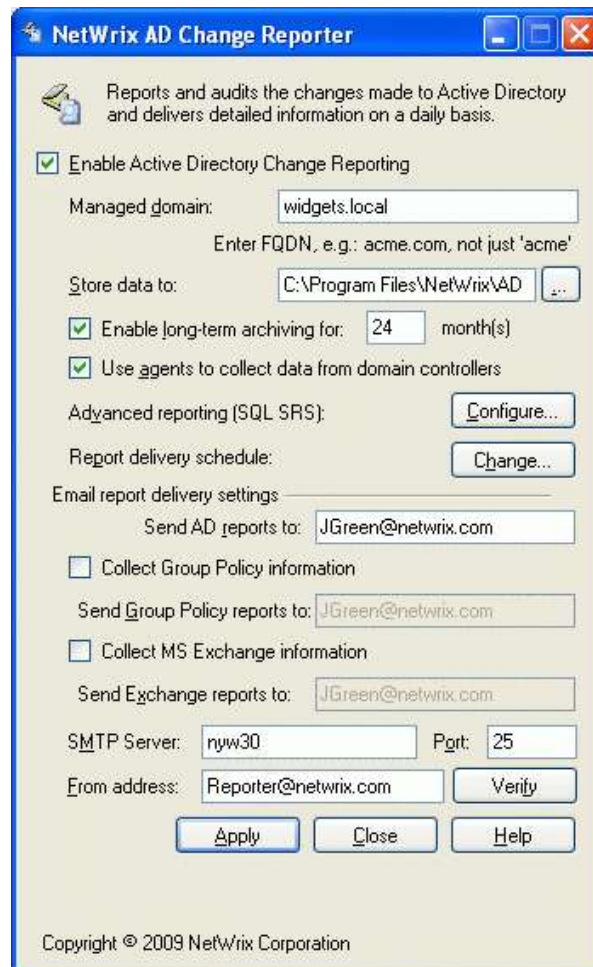 NetWrix AD Change Reporter
Reports and audits the changes made to Active Directory
and delivers detailed information on a daily basis.
Enable Active Directory Change Reporting
Managed domain: widgets.local
Enter FQDN, e.g.: acme.com, not just 'acme'
Store data to: C:\Program Files\NetWrix\AD ...
Enable long-term archiving for: 24 month(s)
Use agents to collect data from domain controllers
Advanced reporting (SQL SRS): Configure...
Report delivery schedule: Change...
Email report delivery settings
Send AD reports to: JGreen@netwrix.com
Collect Group Policy information
Send Group Policy reports to: JGreen@netwrix.com
Collect MS Exchange information
Send Exchange reports to: JGreen@netwrix.com
SMTP Server: nyw30 Port: 25
From address: Reporter@netwrix.com Verify
Apply Close Help
Copyright © 2009 NetWrix Corporation